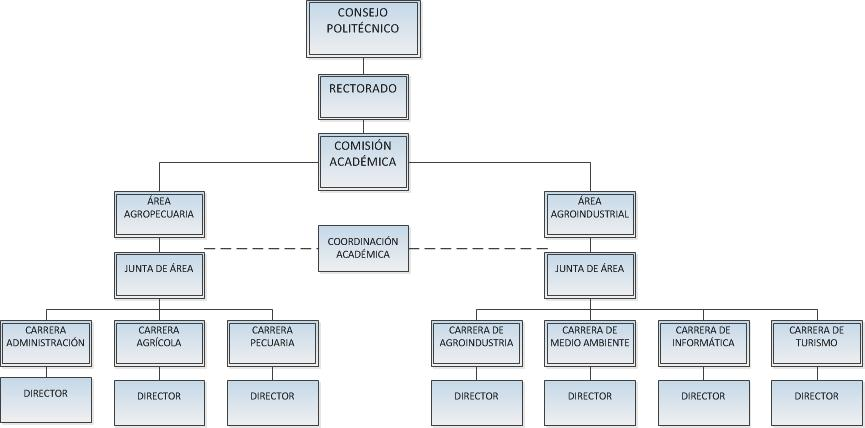 CONSEJO
POLITÉCNICO
RECTORADO
COMISIÓN
ACADÉMICA
ÁREA
AGROPECUARIA
ÁREA
AGROINDUSTRIAL
COORDINACIÓN
ACADÉMICA
JUNTA DE ÁREA
JUNTA DE ÁREA
CARRERA
ADMINISTRACIÓN
CARRERA
AGRÍCOLA
CARRERA
PECUARIA
CARRERA DE
AGROINDUSTRIA
CARRERA DE
MEDIO AMBIENTE
CARRERA DE
INFORMÁTICA
CARRERA DE
TURISMO
DIRECTOR
DIRECTOR
DIRECTOR
DIRECTOR
DIRECTOR
DIRECTOR
DIRECTOR